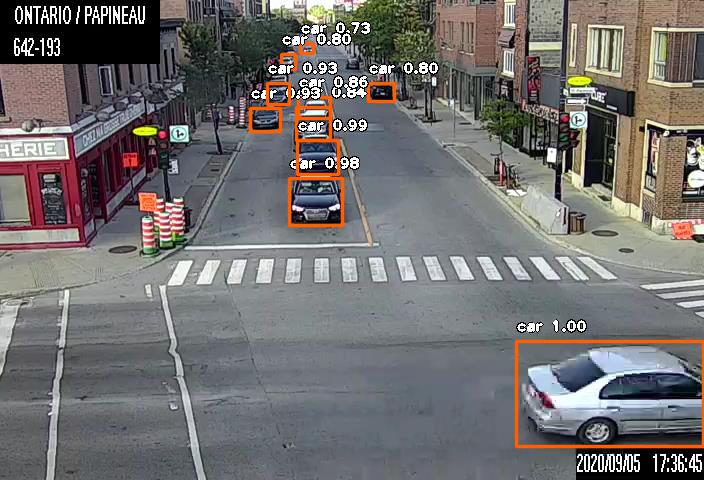 ONTARIO / PAPINEAU
642-193
car 0.73
car 0.80
car 0.93
car 0.80
car 0.86
car 0.93
0.84
car 0.99
car 0.98
HERIE
car 1.00
2020/09/05 17:36:45